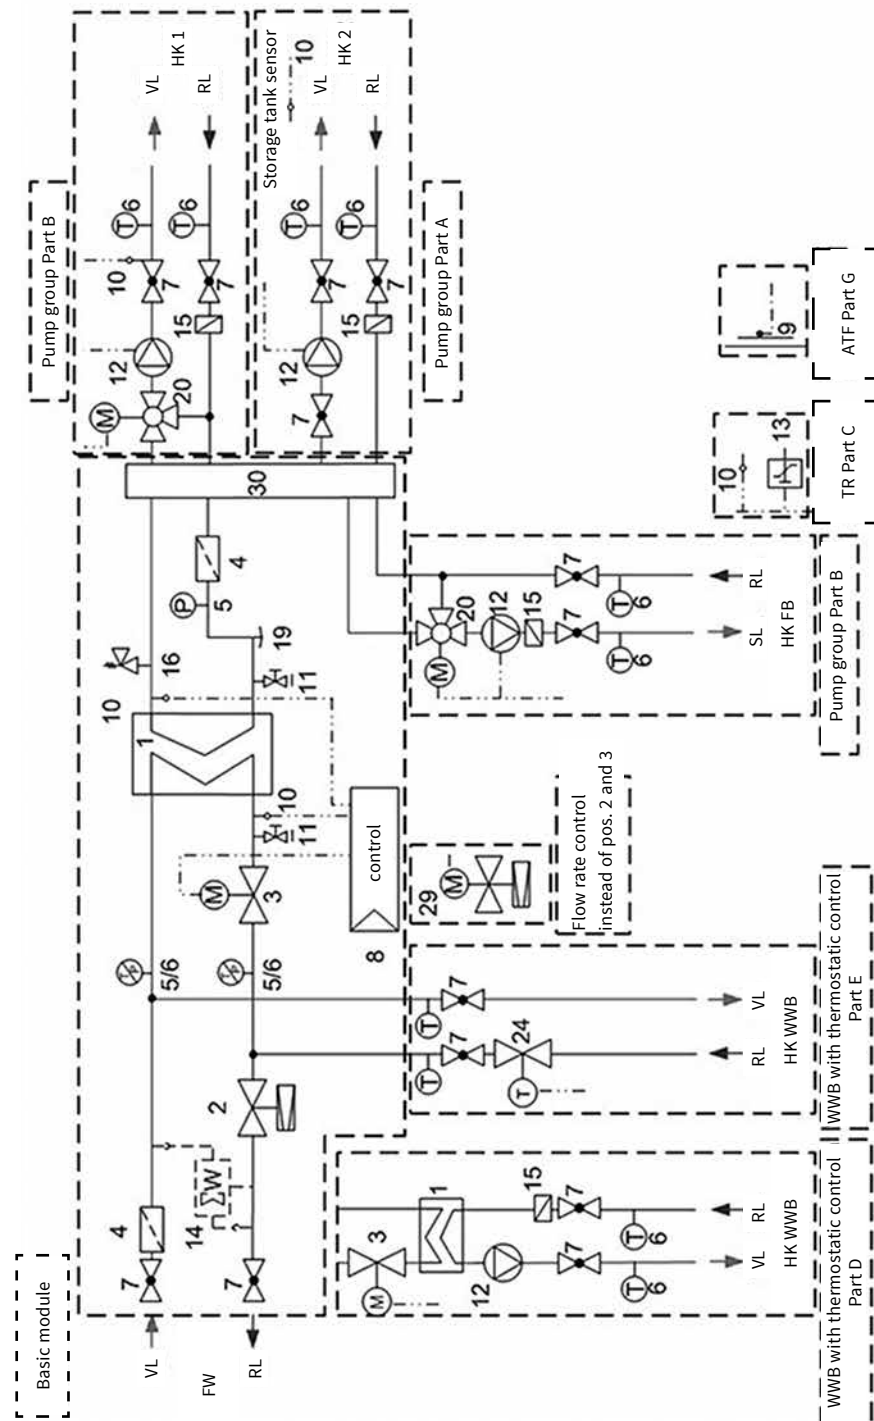 Basic module
Pump group Part B
VL
7
4
14
ΣW
?
7
RL
FW
2
5/6
5/6
M
3
11
10
1
10
16
11
19
P
5
4
30
8
control
M
20
12
10
7
T
6
VL
HK 1
15
7
T
6
RL
Storage tank sensor
10
7
12
7
T
6
VL
HK 2
15
7
T
6
RL
Pump group Part A
M
3
1
12
15
7
7
T
6
T
6
VL
RL
HK WWB
WWB with thermostatic control
Part D
T
T
7
7
24
T
RL
VL
HK WWB
WWB with thermostatic control
Part E
29
M
Flow rate control
instead of pos. 2 and 3
M
20
12
15
7
7
T
6
T
6
SL
RL
HK FB
Pump group Part B
10
13
TR Part C
9
ATF Part G